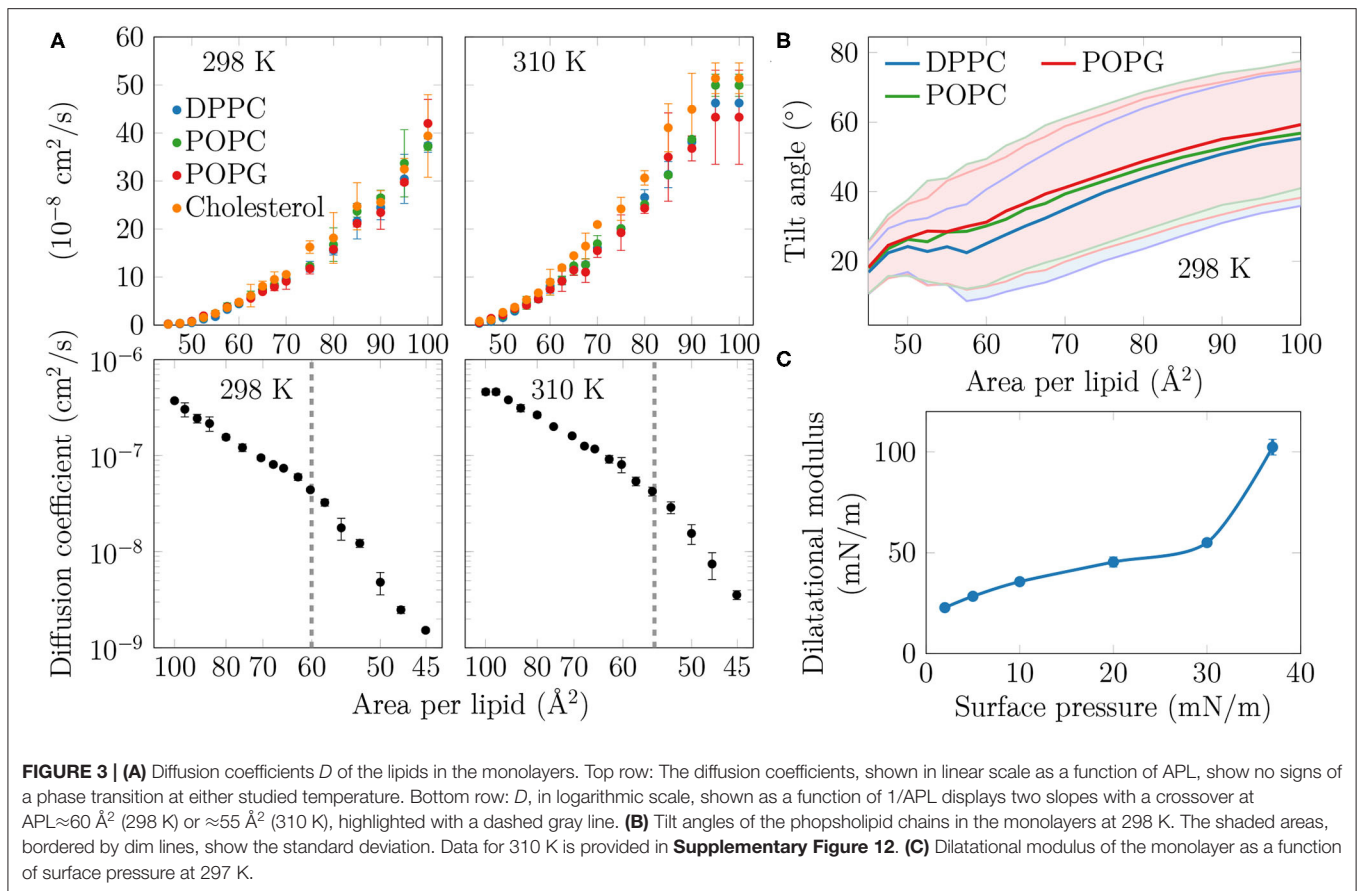 A
60
50
40
30
20
10
0
(10⁻⁸ cm²/s)
298 K
DPPC
POPC
POPG
Cholesterol
50 60 70 80 90 100
310 K
50 60 70 80 90 100
10⁻⁶
10⁻⁷
10⁻⁸
10⁻⁹
Diffusion coefficient (cm²/s)
298 K
100 80 70 60 50 45
310 K
100 80 70 60 50 45
Area per lipid (Å²)
B
80
60
40
20
Tilt angle (°)
DPPC POPG
POPC
298 K
50 60 70 80 90 100
Area per lipid (Å²)
C
100
50
0
Dilatational modulus
(mN/m)
0 10 20 30 40
Surface pressure (mN/m)
FIGURE 3 | (A) Diffusion coefficients D of the lipids in the monolayers. Top row: The diffusion coefficients, shown in linear scale as a function of APL, show no signs of
a phase transition at either studied temperature. Bottom row: D, in logarithmic scale, shown as a function of 1/APL displays two slopes with a crossover at
APL≈60 Å² (298 K) or ≈55 Å² (310 K), highlighted with a dashed gray line. (B) Tilt angles of the phopsholipid chains in the monolayers at 298 K. The shaded areas,
bordered by dim lines, show the standard deviation. Data for 310 K is provided in Supplementary Figure 12. (C) Dilatational modulus of the monolayer as a function
of surface pressure at 297 K.